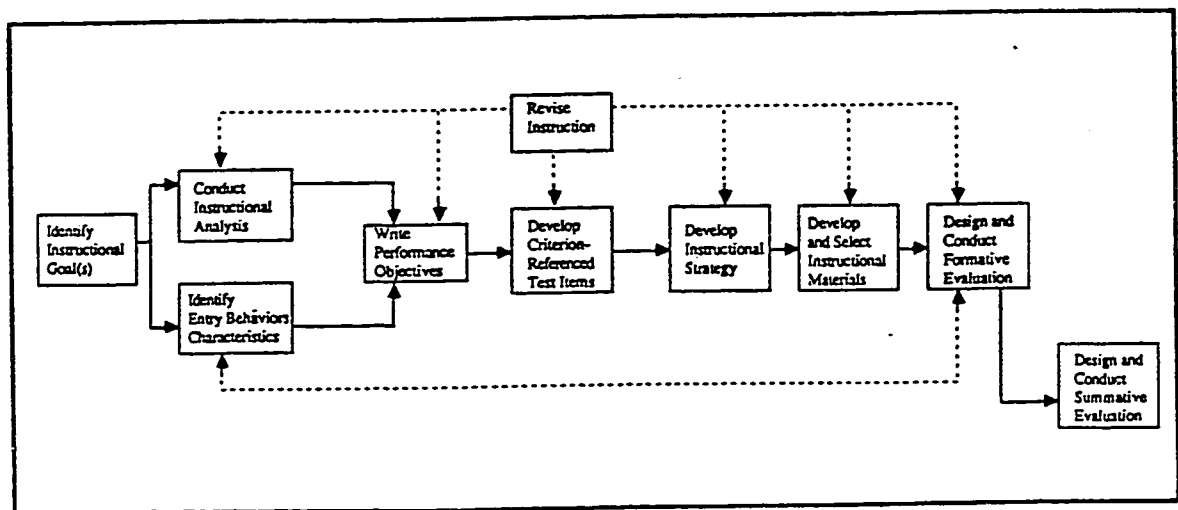 Revise
Instruction
Conduct
Instructional
Analysis
Identify
Instructional
Goal(s)
Write
Performance
Objectives
Develop
Criterion-
Referenced
Test Items
Develop
Instructional
Strategy
Develop
and Select
Instructional
Materials
Design and
Conduct
Formative
Evaluation
Identify
Entry Behaviors
Characteristics
Design and
Conduct
Summative
Evaluation